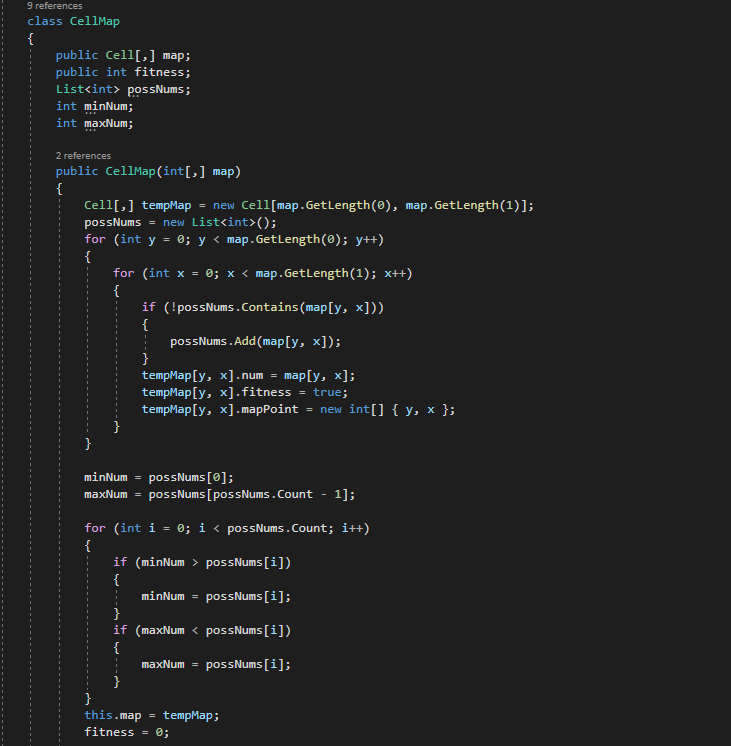 9 references
class CellMap
{
public Cell[,] map;
public int fitness;
List<int> possNums;
int minNum;
int maxNum;
2 references
public CellMap(int[,] map)
{
Cell[,] tempMap = new Cell[map.GetLength(0), map.GetLength(1)];
possNums = new List<int>();
for (int y = 0; y < map.GetLength(0); y++)
{
for (int x = 0; x < map.GetLength(1); x++)
{
if (!possNums.Contains(map[y, x]))
{
possNums.Add(map[y, x]);
}
tempMap[y, x].num = map[y, x];
tempMap[y, x].fitness = true;
tempMap[y, x].mapPoint = new int[] { y, x };
}
}
minNum = possNums[0];
maxNum = possNums[possNums.Count - 1];
for (int i = 0; i < possNums.Count; i++)
{
if (minNum > possNums[i])
{
minNum = possNums[i];
}
if (maxNum < possNums[i])
{
maxNum = possNums[i];
}
}
this.map = tempMap;
fitness = 0;